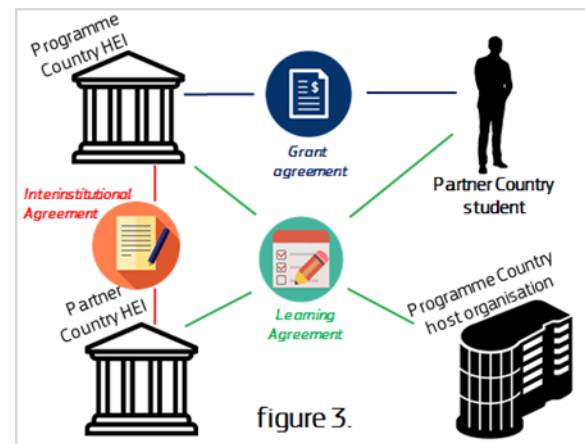 Programme
Country HEI
$
Grant
agreement
Partner Country
student
Interinstitutional
Agreement
Partner
Country HEI
Learning
Agreement
Programme Country
host organisation
figure 3.